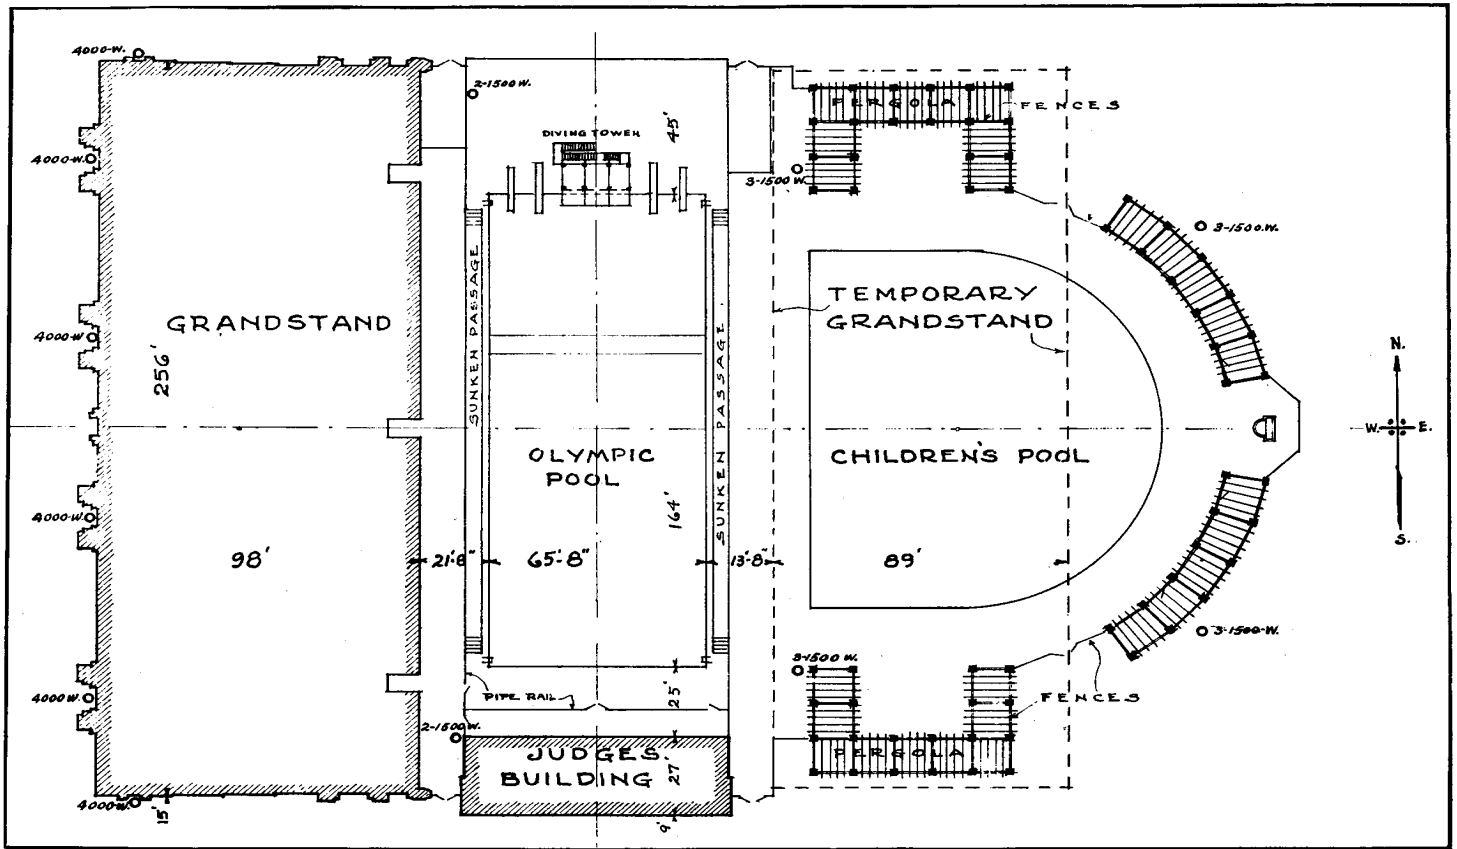 4000-W.
2-1500 W.
DIVING TOWER
45'
PERGOLA
FENCES
4000-W.
3-1500 W.
3-1500.W.
SUNKEN PASSAGE
TEMPORARY
GRANDSTAND
GRANDSTAND
4000-W
256'
SUNKEN PASSAGE
N.
W.
E.
S.
OLYMPIC
POOL
CHILDREN'S POOL
164'
4000-W.
98'
21'-8"
65'-8"
13'-8"
89'
3-1500-W.
3-1500 W.
4000 W.
PIPE RAIL
25'
FENCES
2-1500 W.
JUDGES.
BUILDING
27'
PERGOLA
4000-W.
15'
9'